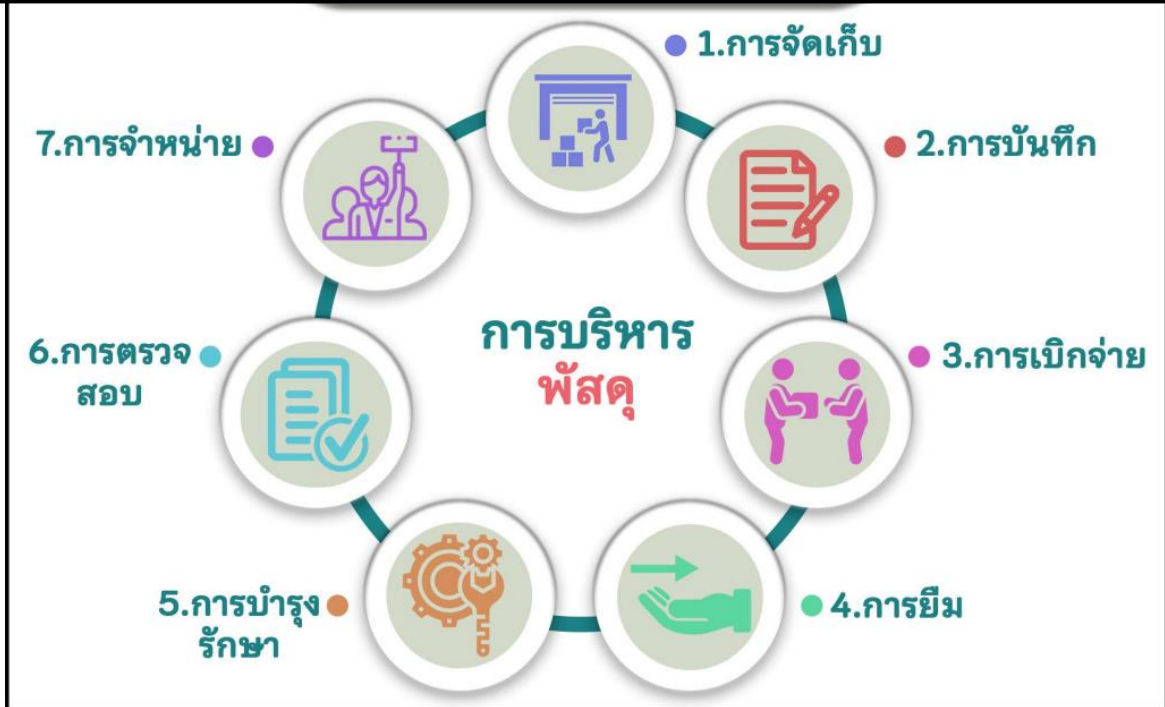 1.การจัดเก็บ
2.การบันทึก
3.การเบิกจ่าย
4.การยืม
5.การบำรุง
รักษา
6.การตรวจ
สอบ
7.การจำหน่าย
การบริหาร
พัสดุ